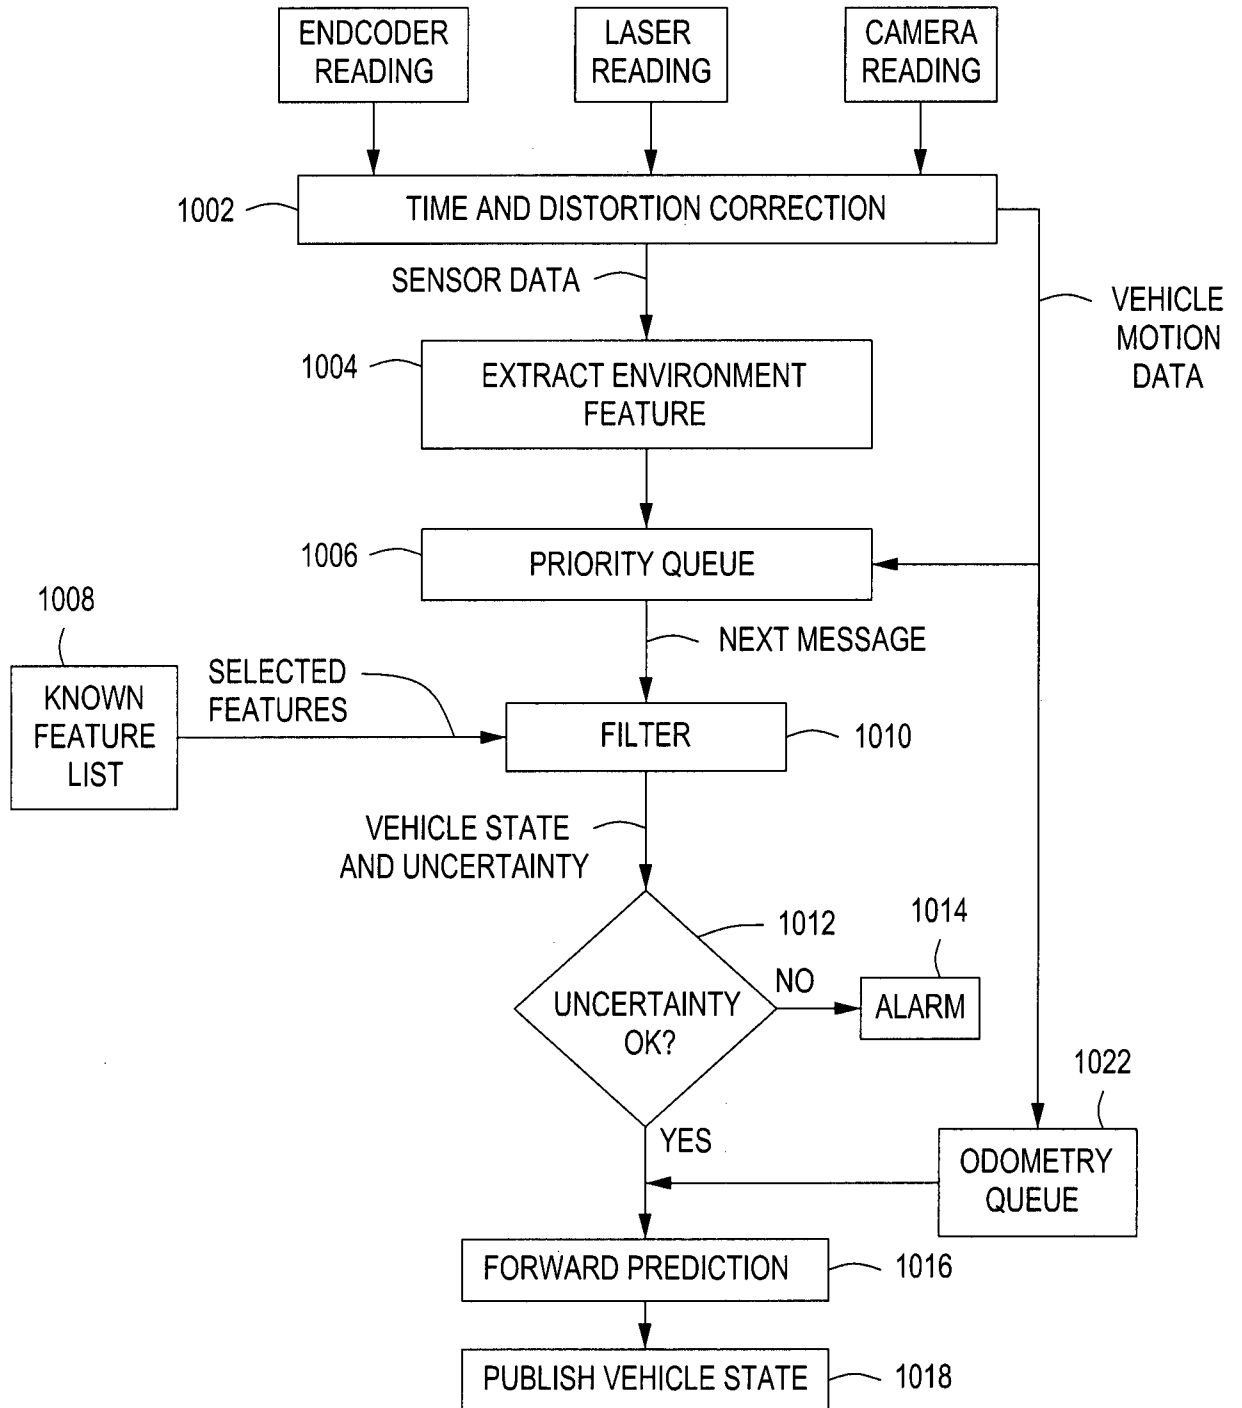 ENDCODER
READING
LASER
READING
CAMERA
READING
1002
TIME AND DISTORTION CORRECTION
SENSOR DATA
VEHICLE
MOTION
DATA
1004
EXTRACT ENVIRONMENT
FEATURE
1006
PRIORITY QUEUE
1008
NEXT MESSAGE
KNOWN
FEATURE
LIST
SELECTED
FEATURES
FILTER
1010
VEHICLE STATE
AND UNCERTAINTY
1012
UNCERTAINTY
OK?
NO
1014
ALARM
YES
1022
ODOMETRY
QUEUE
FORWARD PREDICTION
1016
PUBLISH VEHICLE STATE
1018